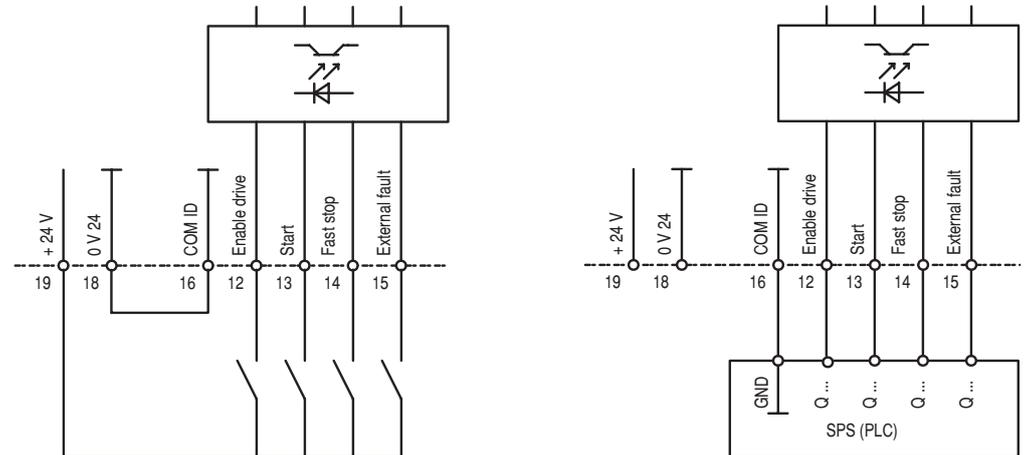 + 24 V
0 V 24
COM ID
Enable drive
Start
Fast stop
External fault
19 18 16 12 13 14 15
+ 24 V
0 V 24
COM ID
Enable drive
Start
Fast stop
External fault
19 18 16 12 13 14 15
GND
Q ...
Q ...
Q ...
Q ...
SPS (PLC)